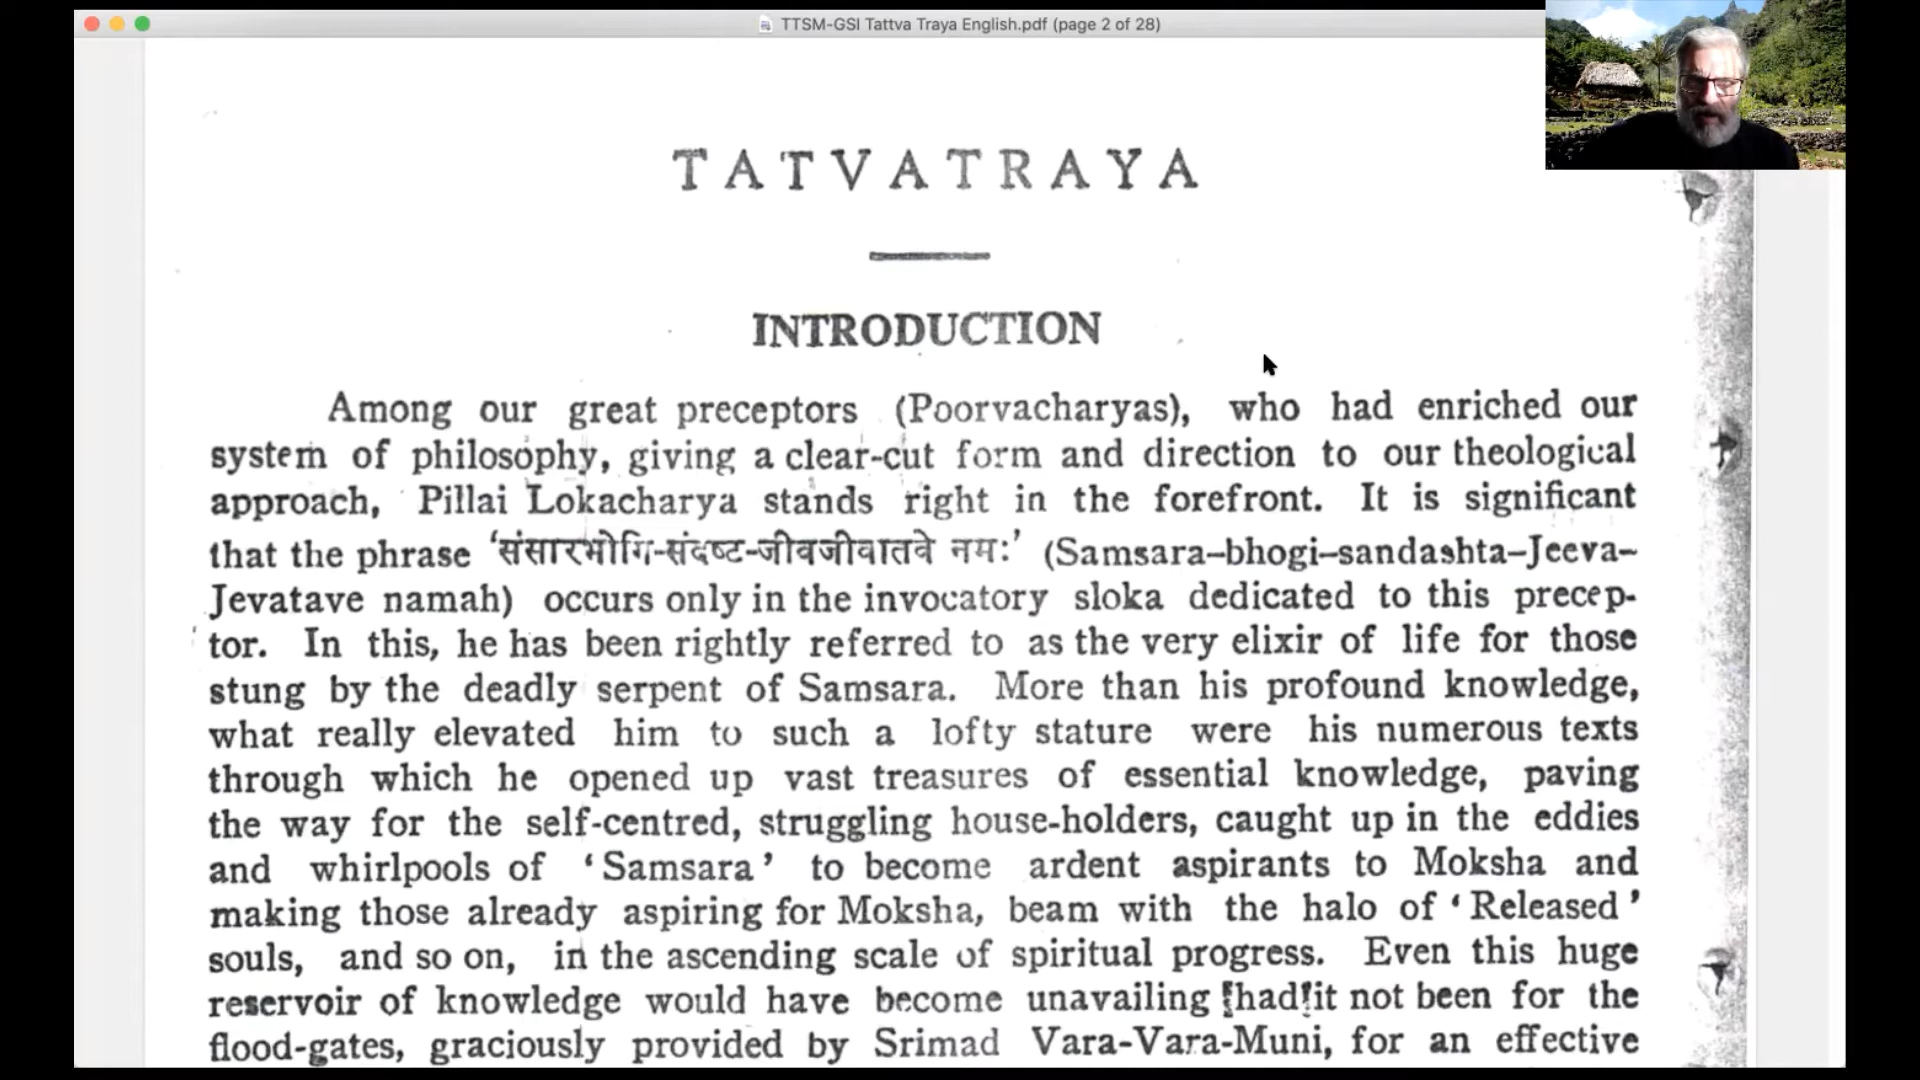 TTSM-GSI Tattva Traya English.pdf (page 2 of 28)
TATVATRAYA
INTRODUCTION
Among our great preceptors (Poorvacharyas), who had enriched our
system of philosophy, giving a clear-cut form and direction to our theological
approach, Pillai Lokacharya stands right in the forefront. It is significant
that the phrase ‘संसारभोगि-संदष्ट-जीवजीवातवे नमः’ (Samsara–bhogi–sandashta–Jeeva–
Jevatave namah) occurs only in the invocatory sloka dedicated to this precep-
tor. In this, he has been rightly referred to as the very elixir of life for those
stung by the deadly serpent of Samsara. More than his profound knowledge,
what really elevated him to such a lofty stature were his numerous texts
through which he opened up vast treasures of essential knowledge, paving
the way for the self-centred, struggling house-holders, caught up in the eddies
and whirlpools of ‘Samsara’ to become ardent aspirants to Moksha and
making those already aspiring for Moksha, beam with the halo of ‘Released’
souls, and so on, in the ascending scale of spiritual progress. Even this huge
reservoir of knowledge would have become unavailing had it not been for the
flood-gates, graciously provided by Srimad Vara-Vara-Muni, for an effective